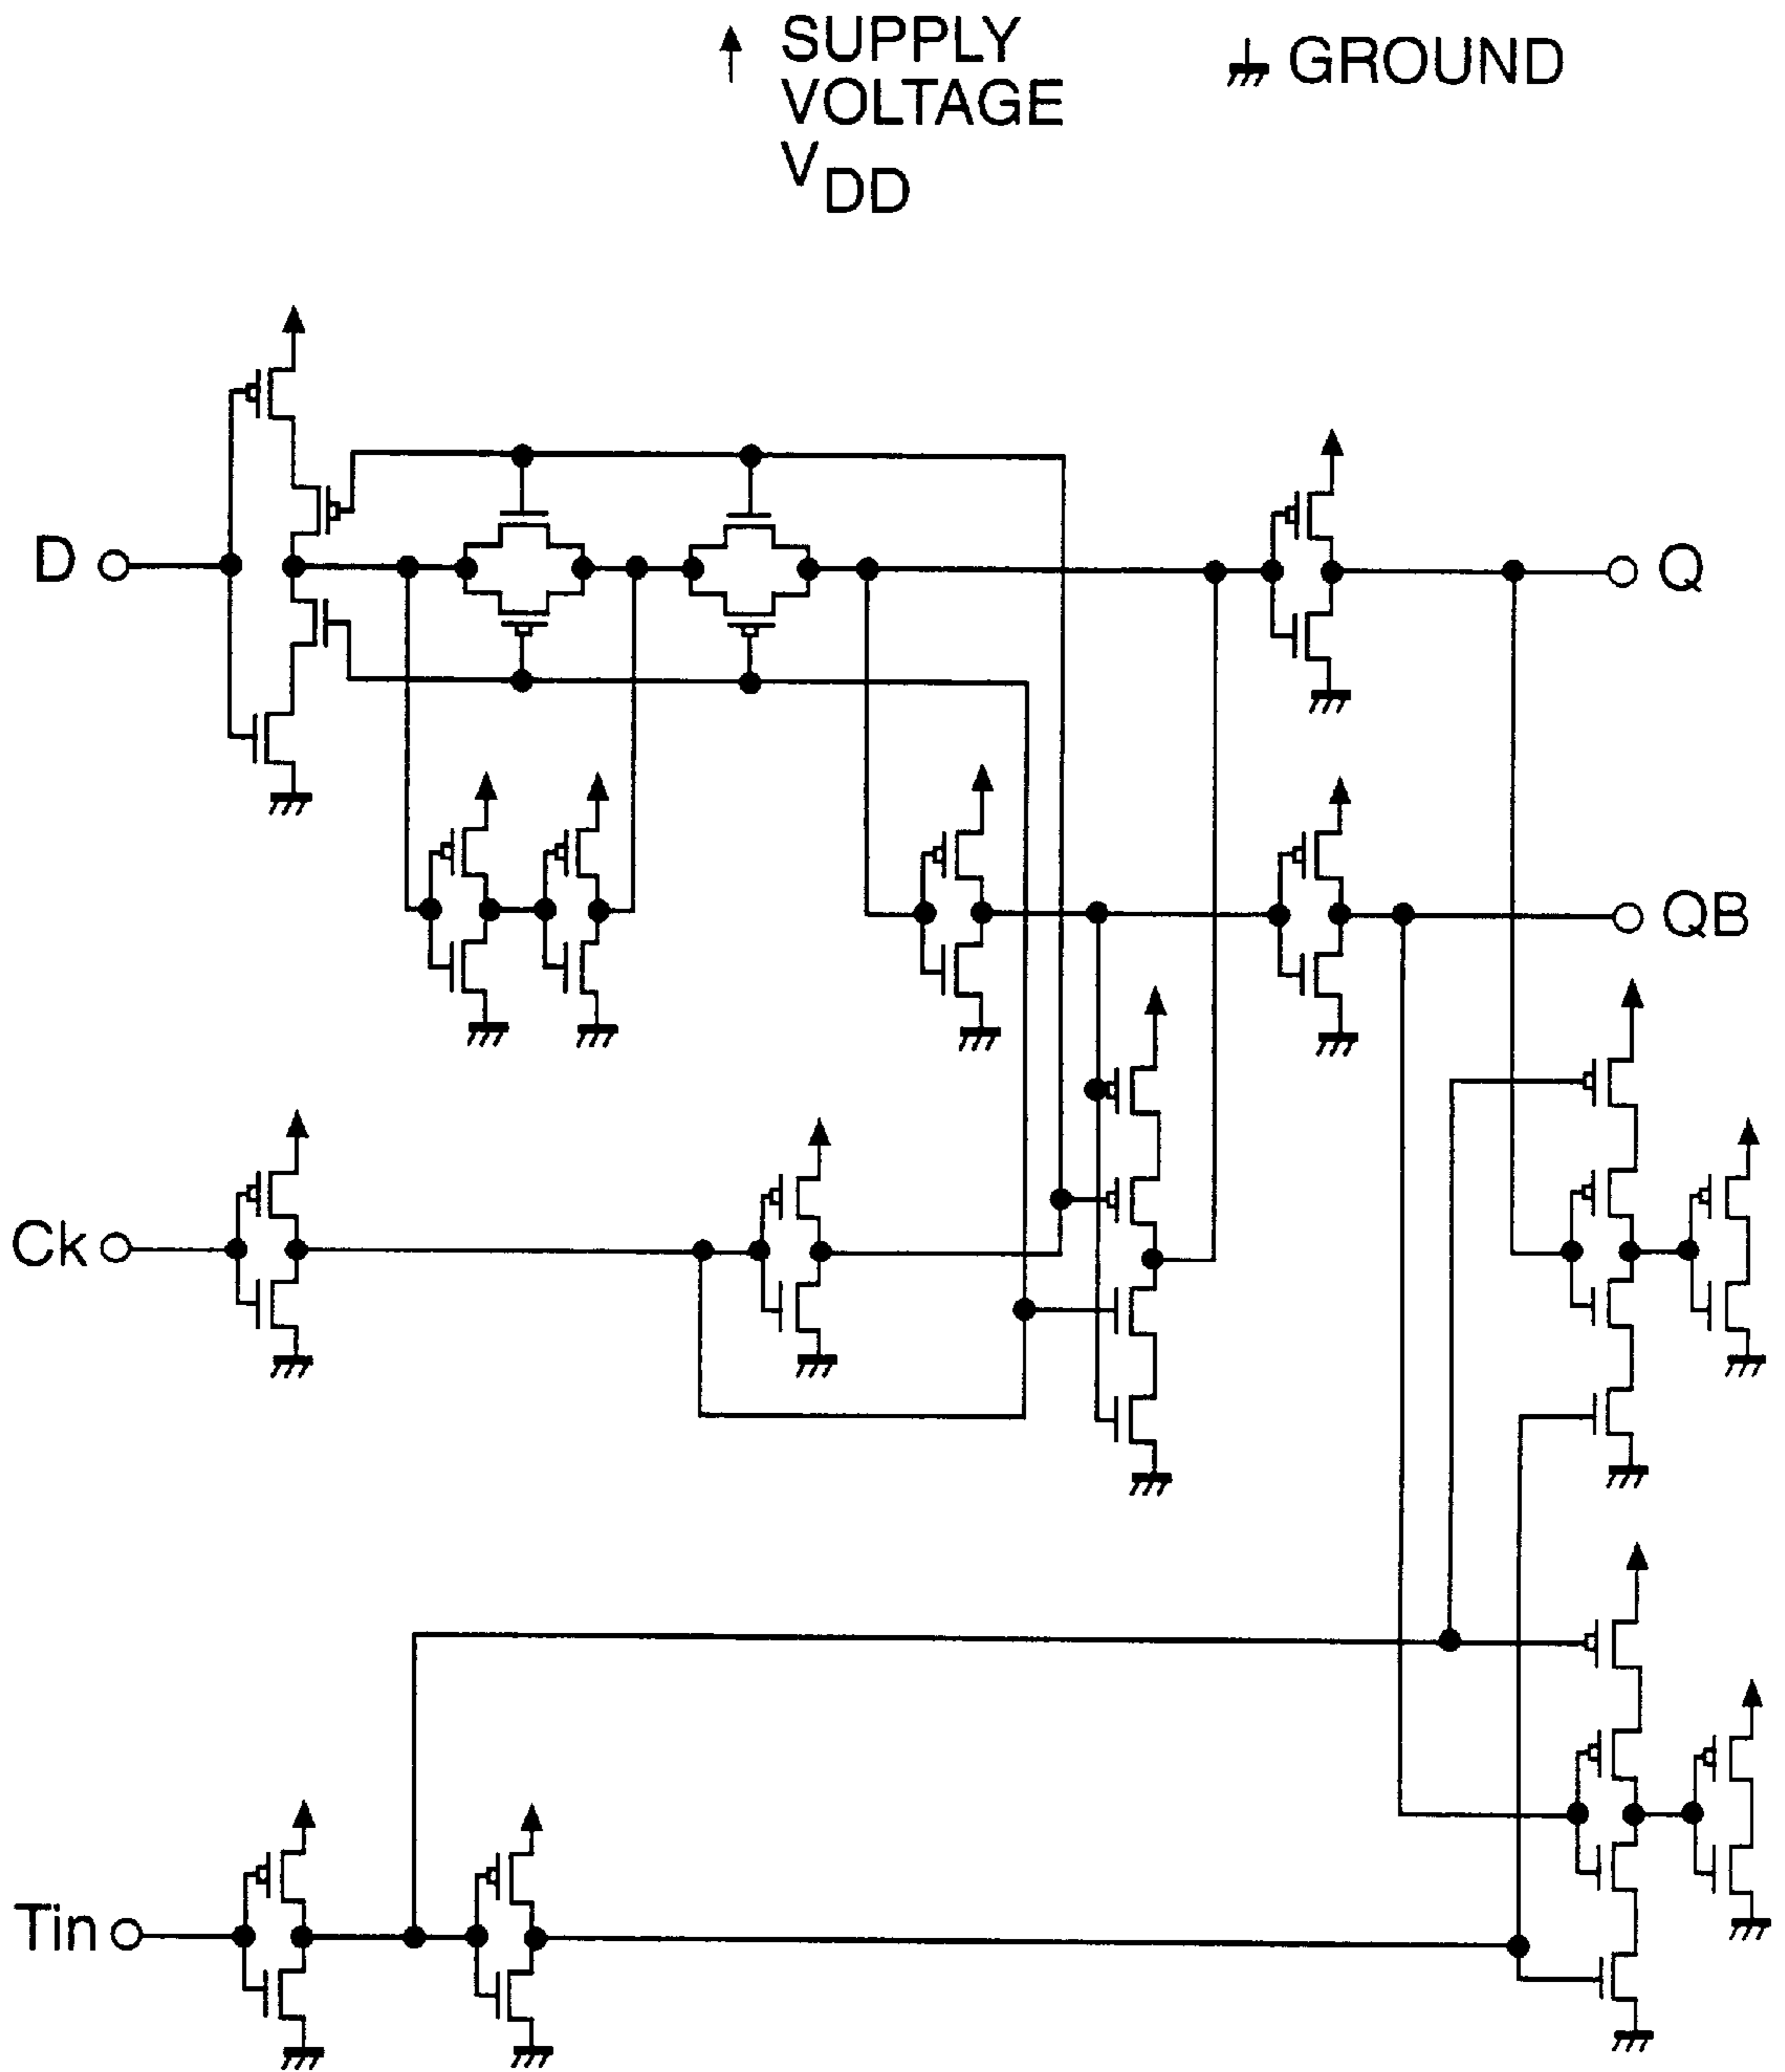 SUPPLY
VOLTAGE
VDD
GROUND
D
Q
QB
Ck
Tin